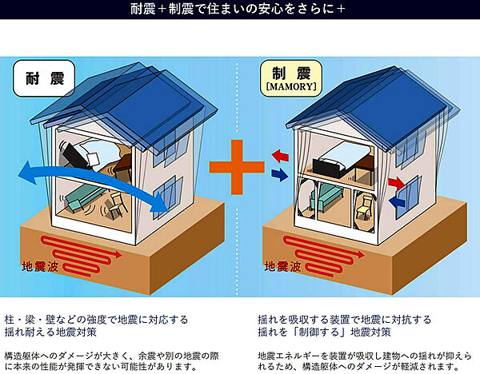 耐震＋制震で住まいの安心をさらに＋
耐 震
制 震
[MAMORY]
地震波
地震波
柱・梁・壁などの強度で地震に対応する
揺れ耐える地震対策
構造躯体へのダメージが大きく、余震や別の地震の際
に本来の性能が発揮できない可能性があります。
揺れを吸収する装置で地震に対抗する
揺れを「制御する」地震対策
地震エネルギーを装置が吸収し建物への揺れが抑えら
れるため、構造躯体へのダメージが軽減されます。